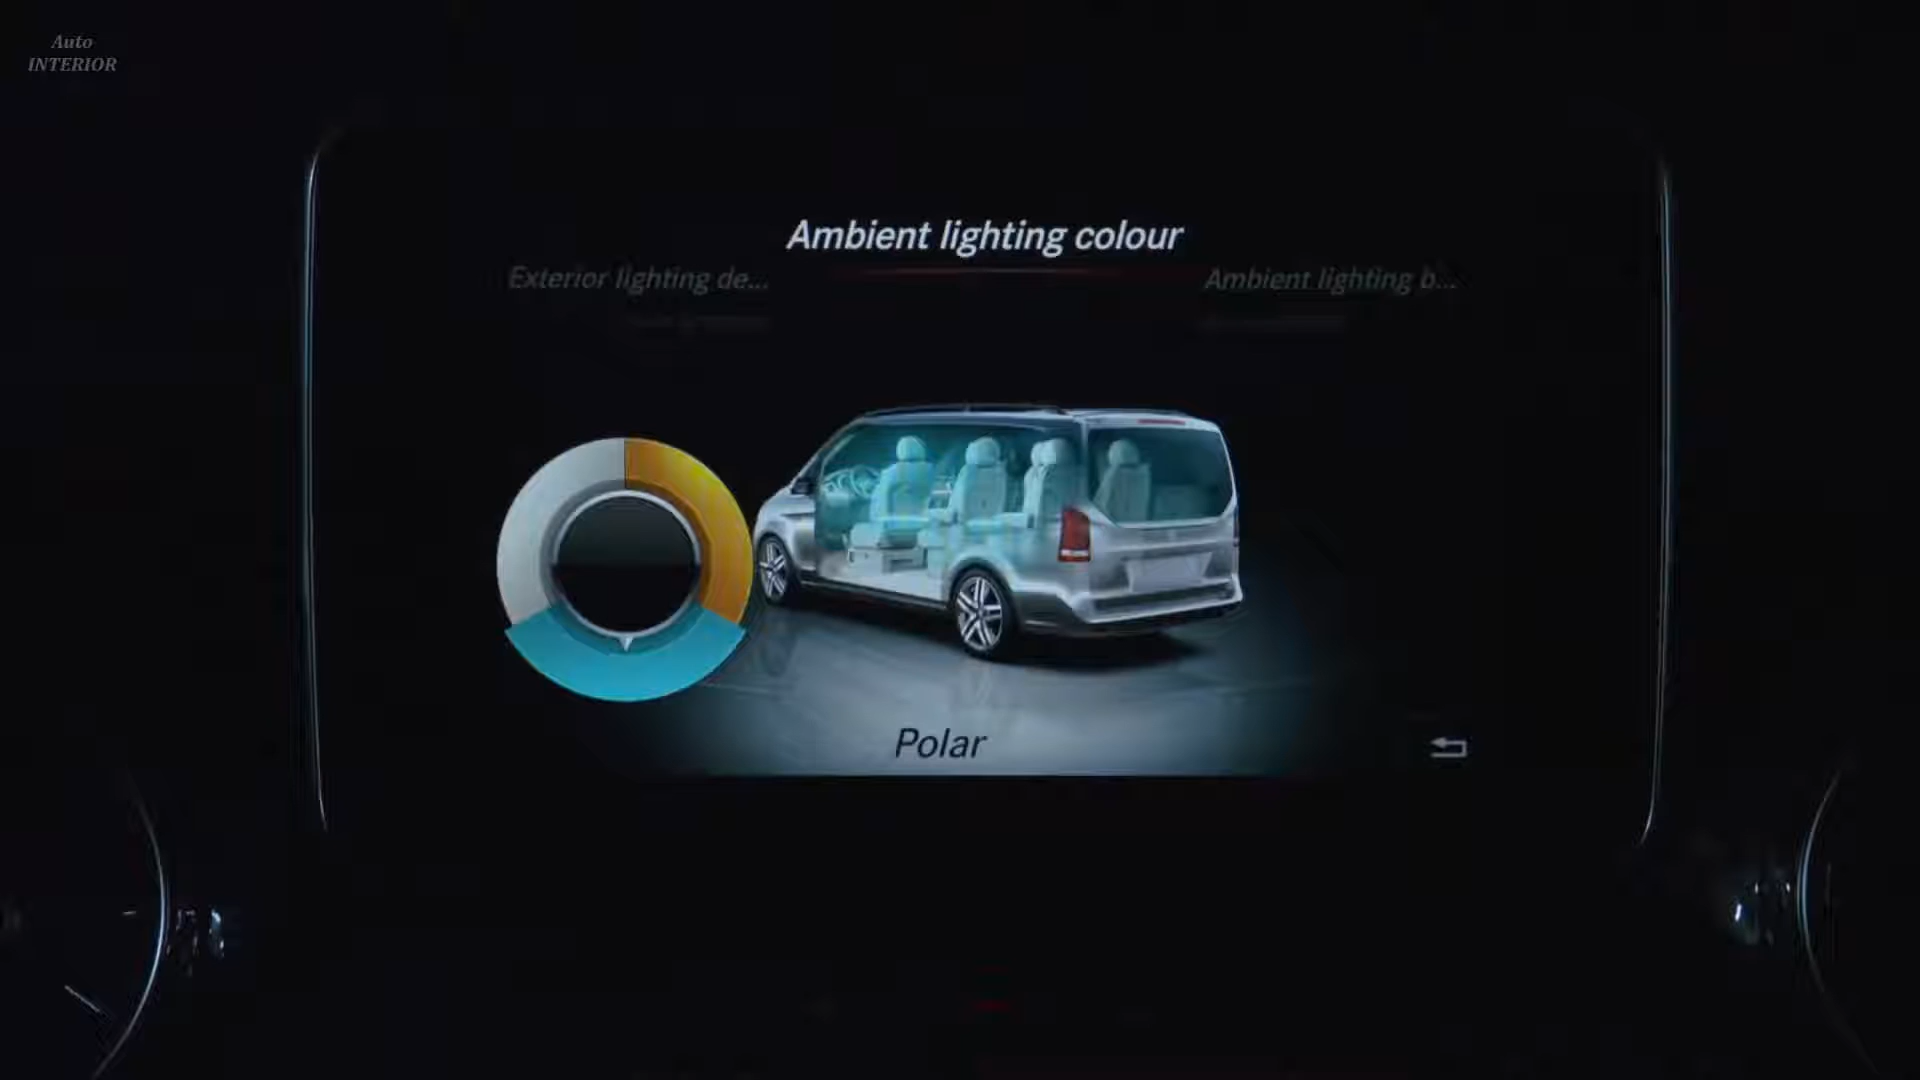 Auto
INTERIOR
Ambient lighting colour
Exterior lighting de...
Ambient lighting b...
Polar